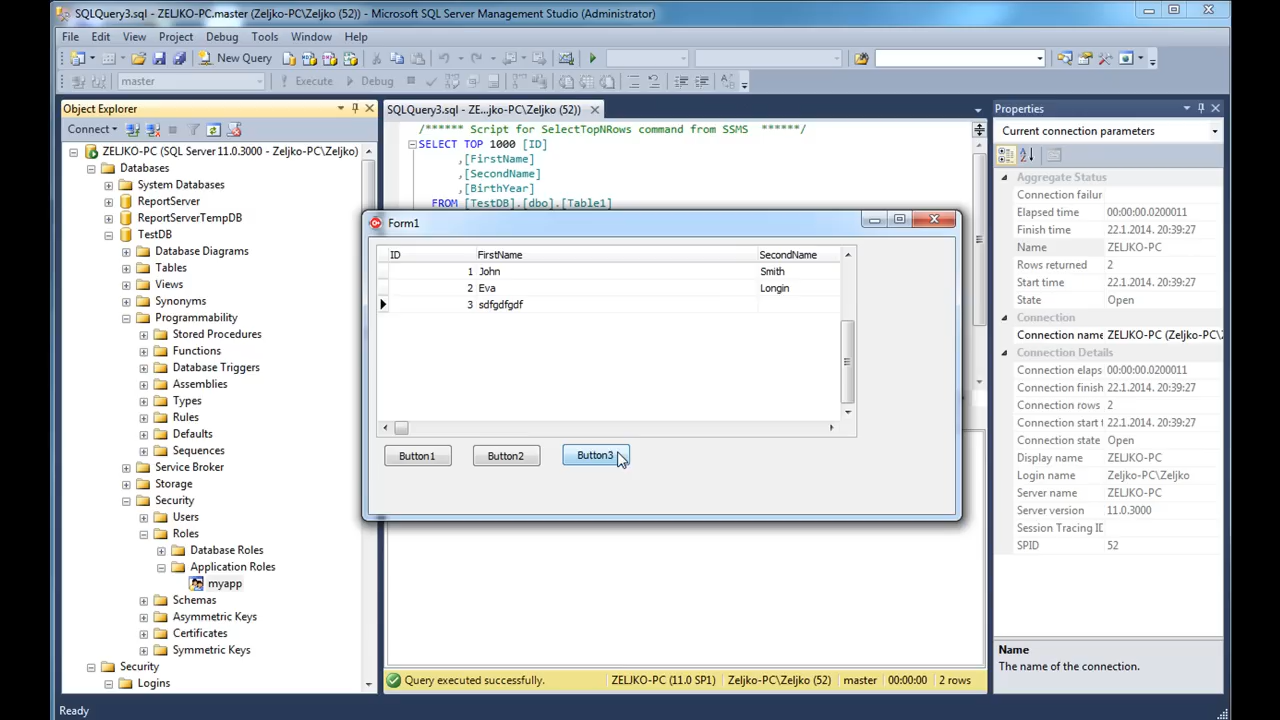 SQLQuery3.sql - ZELJKO-PC.master (Zeljko-PC\Zeljko (52)) - Microsoft SQL Server Management Studio (Administrator)
File Edit View Project Debug Tools Window Help
New Query
master Execute Debug
Object Explorer
Connect
ZELJKO-PC (SQL Server 11.0.3000 - Zeljko-PC\Zeljko)
Databases
System Databases
ReportServer
ReportServerTempDB
TestDB
Database Diagrams
Tables
Views
Synonyms
Programmability
Stored Procedures
Functions
Database Triggers
Assemblies
Types
Rules
Defaults
Sequences
Service Broker
Storage
Security
Users
Roles
Database Roles
Application Roles
myapp
Schemas
Asymmetric Keys
Certificates
Symmetric Keys
Security
Logins
SQLQuery3.sql - ZE...jko-PC\Zeljko (52))
/****** Script for SelectTopNRows command from SSMS ******/
SELECT TOP 1000 [ID]
,[FirstName]
,[SecondName]
,[BirthYear]
FROM [TestDB].[dbo].[Table1]
Form1
ID FirstName SecondName
1 John Smith
2 Eva Longin
3 sdfgdfgdf
Button1 Button2 Button3
Query executed successfully. ZELJKO-PC (11.0 SP1) Zeljko-PC\Zeljko (52) master 00:00:00 2 rows
Properties
Current connection parameters
Aggregate Status
Connection failur
Elapsed time 00:00:00.0200011
Finish time 22.1.2014. 20:39:27
Name ZELJKO-PC
Rows returned 2
Start time 22.1.2014. 20:39:27
State Open
Connection
Connection name ZELJKO-PC (Zeljko-PC\Z
Connection Details
Connection elaps 00:00:00.0200011
Connection finish 22.1.2014. 20:39:27
Connection rows 2
Connection start t 22.1.2014. 20:39:27
Connection state Open
Display name ZELJKO-PC
Login name Zeljko-PC\Zeljko
Server name ZELJKO-PC
Server version 11.0.3000
Session Tracing ID
SPID 52
Name
The name of the connection.
Ready